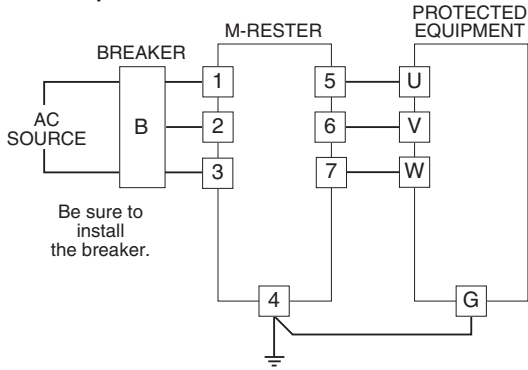 PROTECTED
EQUIPMENT
M-RESTER
BREAKER
1
5
U
AC
SOURCE
B
2
6
V
3
7
W
Be sure to
install
the breaker.
4
G